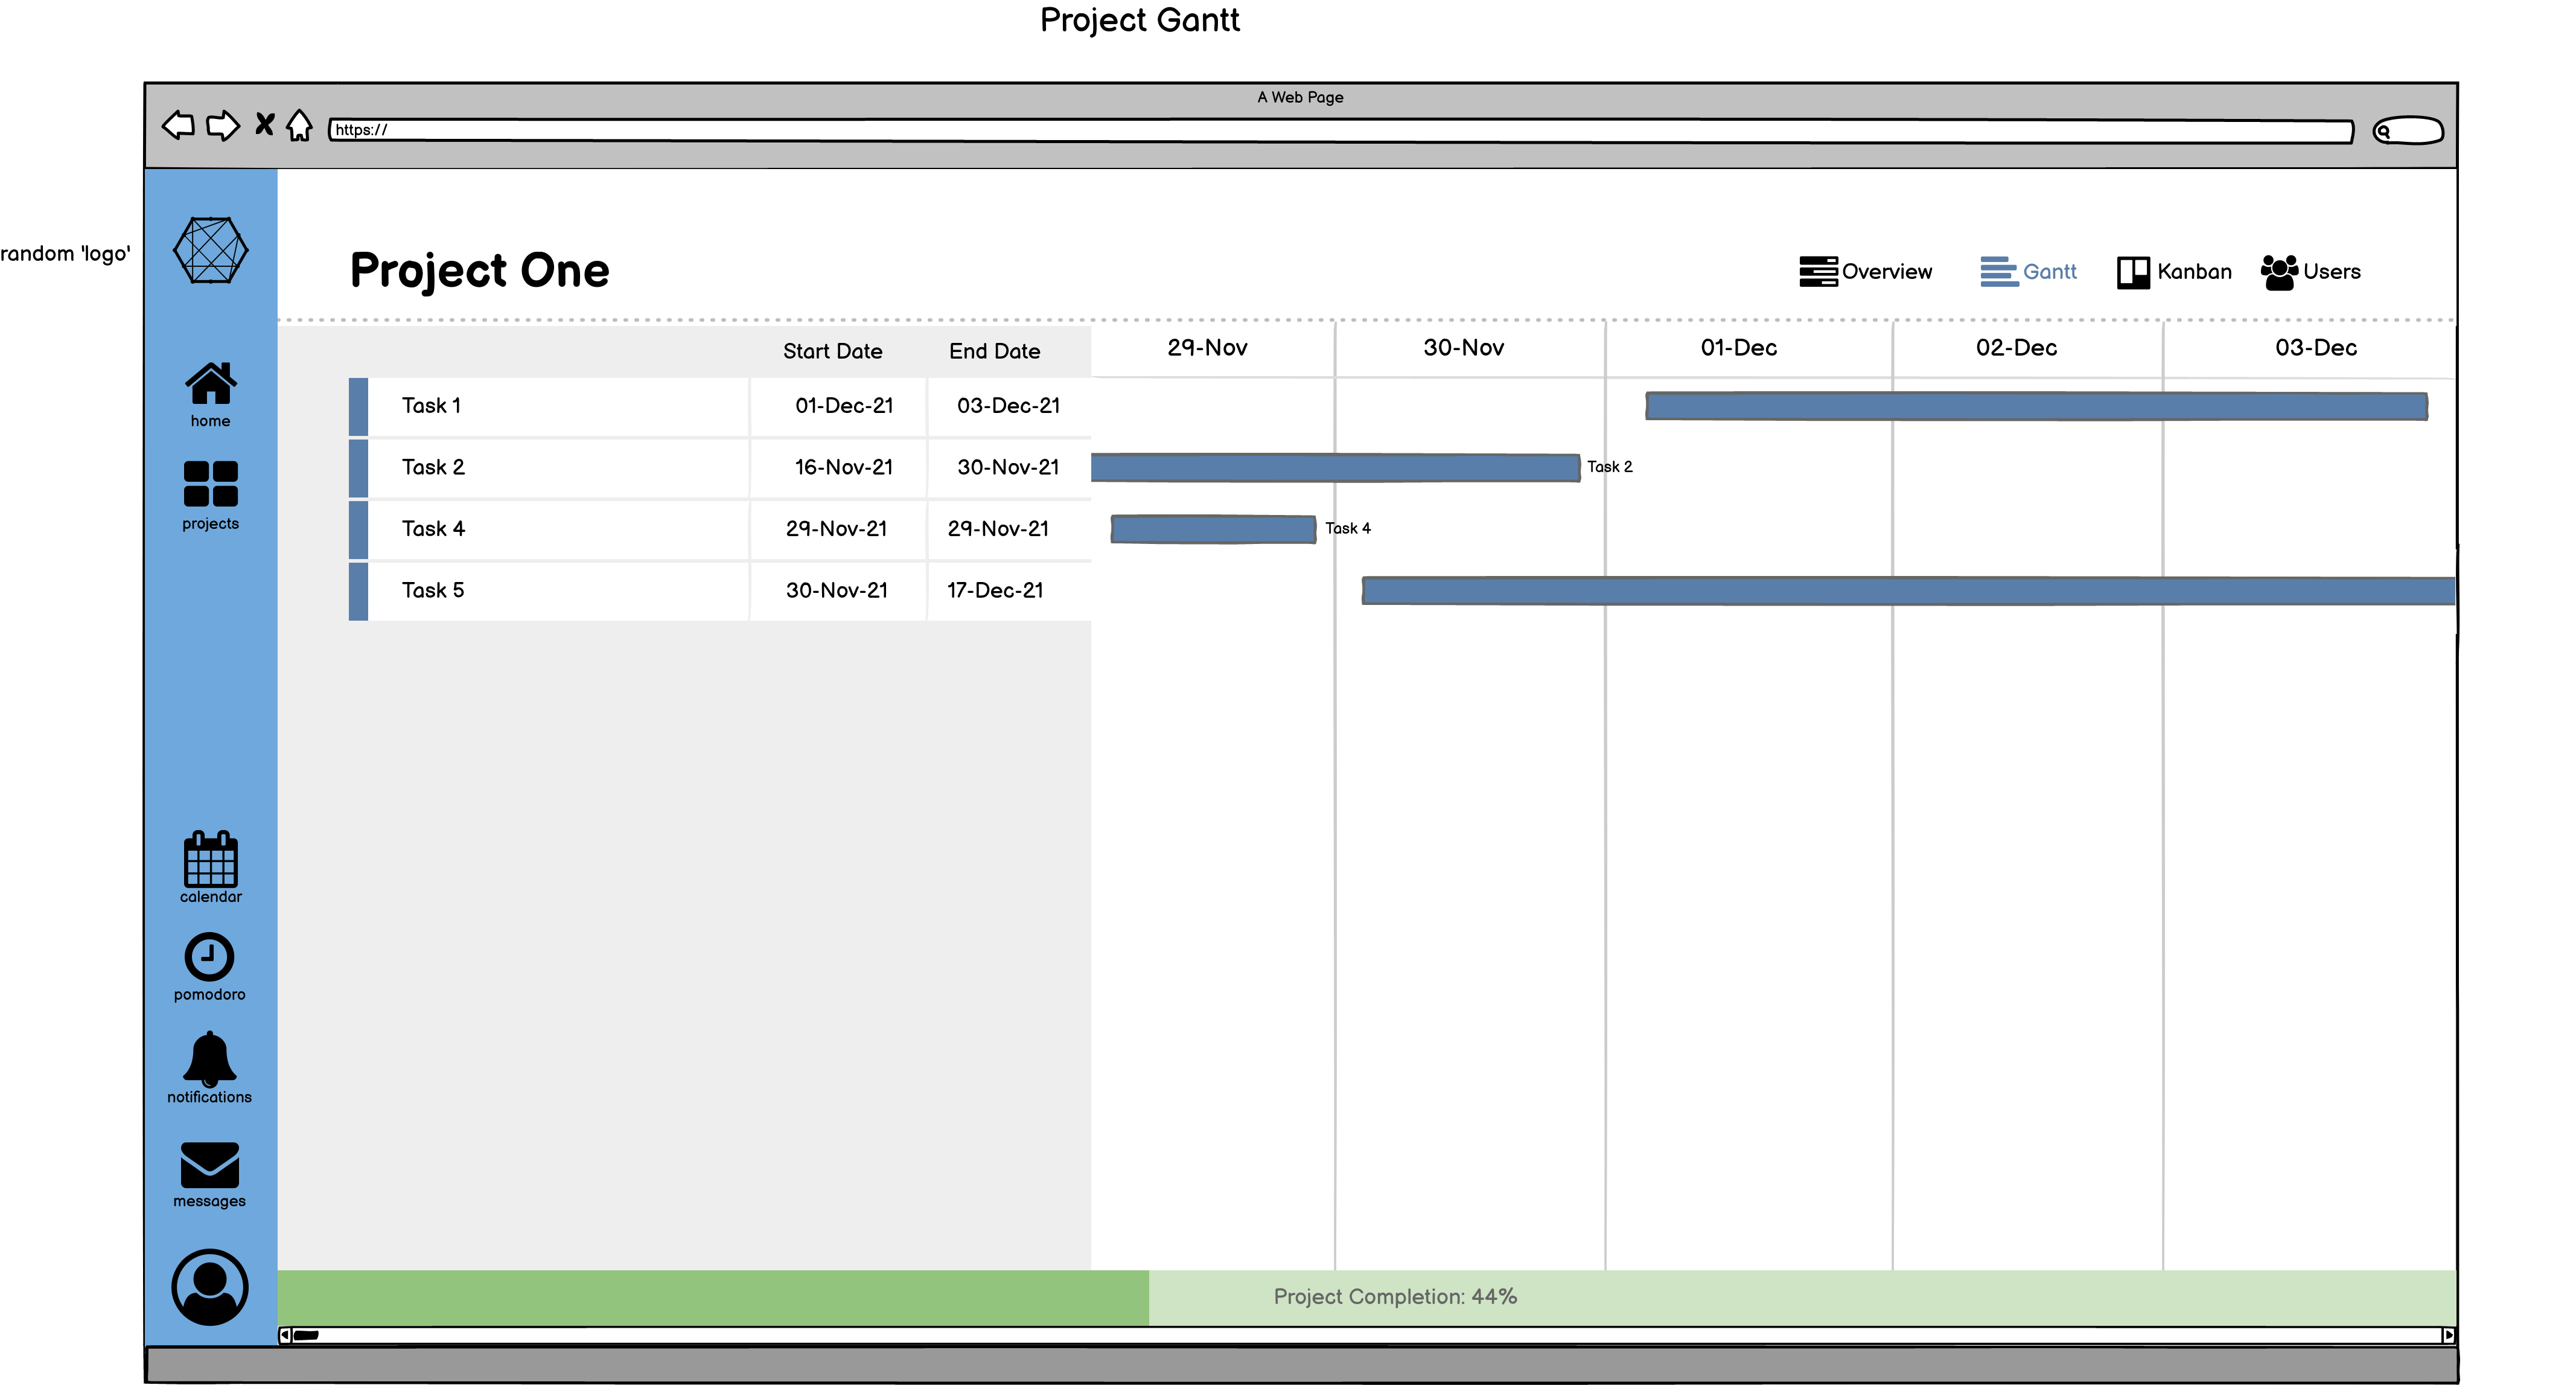 Project Gantt
A Web Page
https://
random 'logo'
Project One
Overview Gantt Kanban Users
Start Date End Date 29-Nov 30-Nov 01-Dec 02-Dec 03-Dec
Task 1 01-Dec-21 03-Dec-21
Task 2 16-Nov-21 30-Nov-21 Task 2
Task 4 29-Nov-21 29-Nov-21 Task 4
Task 5 30-Nov-21 17-Dec-21
home
projects
calendar
pomodoro
notifications
messages
Project Completion: 44%